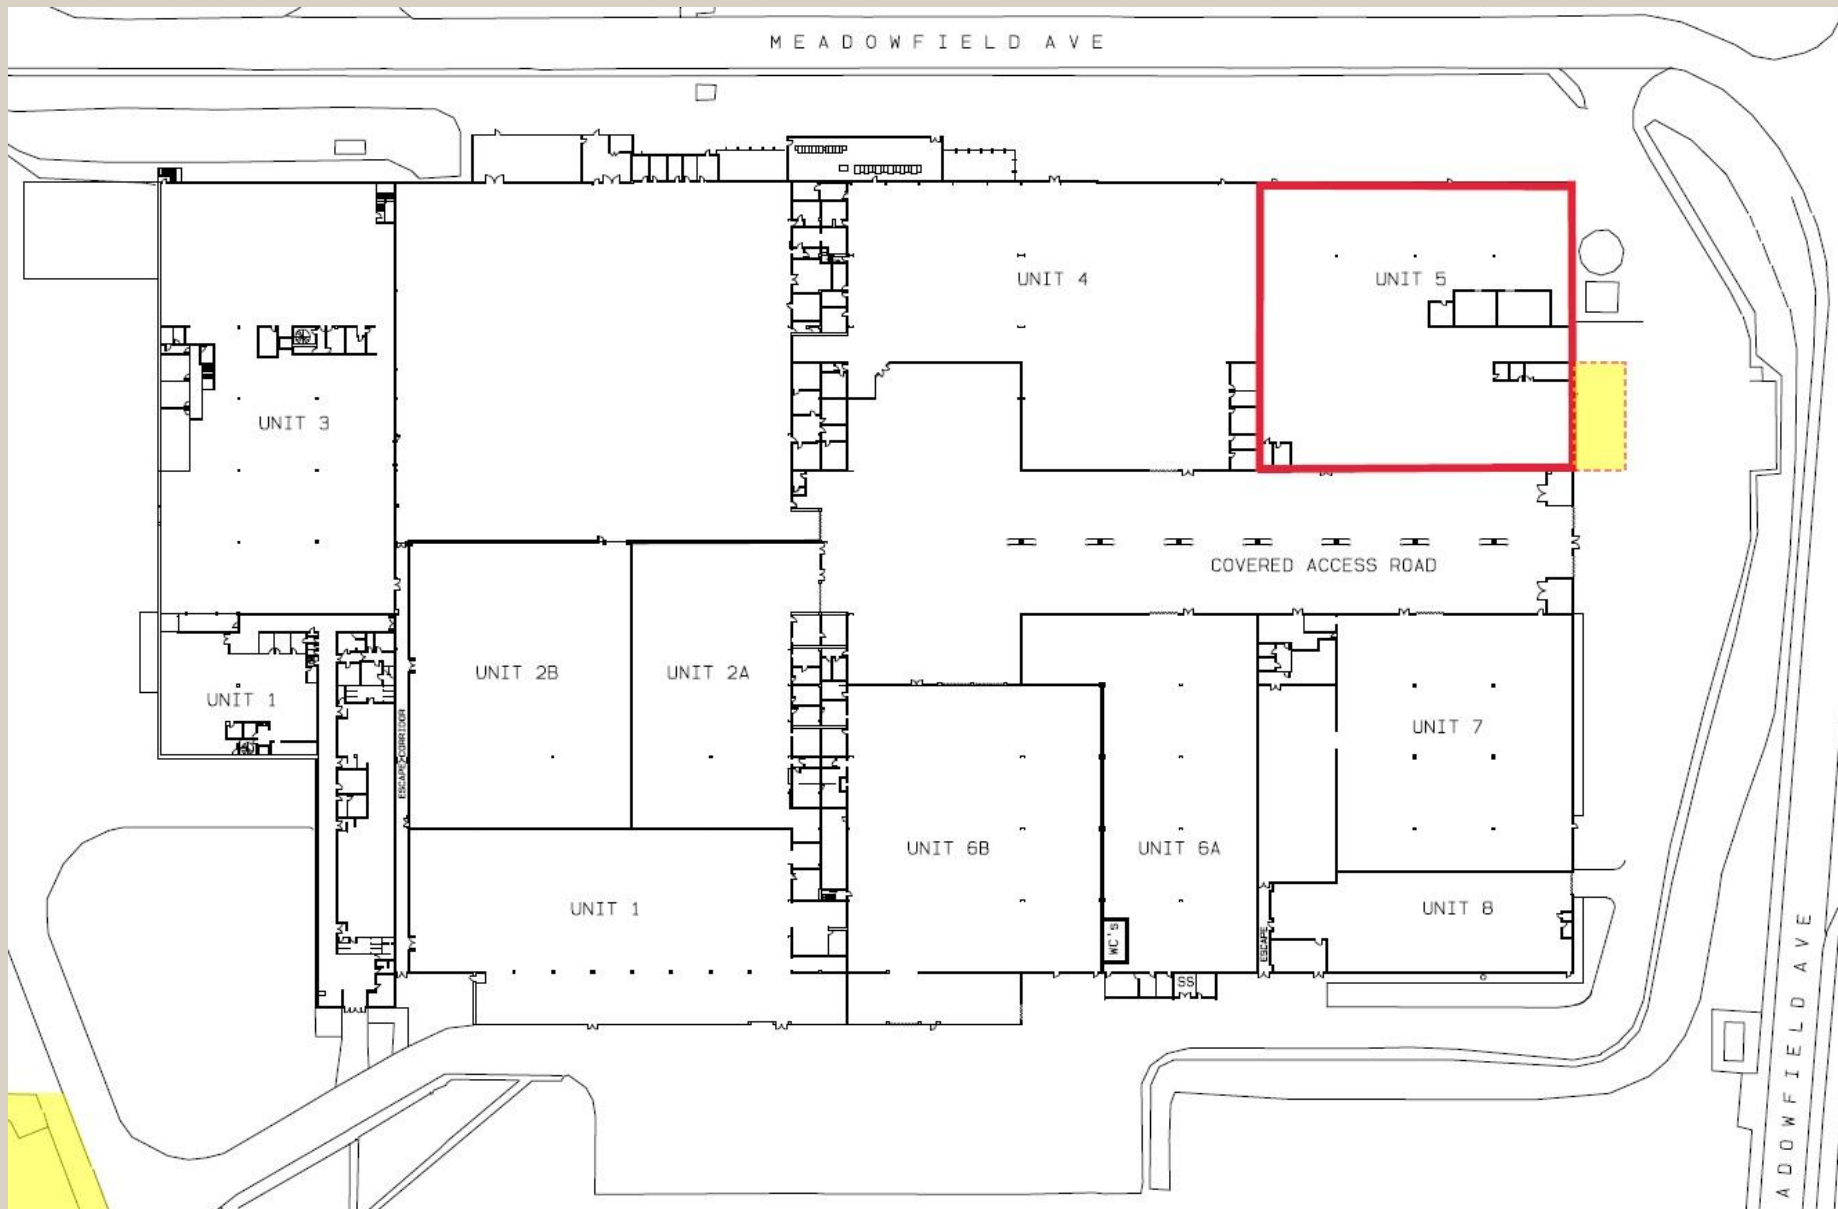 MEADOWFIELD AVE
UNIT 4
UNIT 5
UNIT 3
COVERED ACCESS ROAD
UNIT 2B
UNIT 2A
UNIT 1
ESCAPE CORRIDOR
UNIT 7
UNIT 6B
UNIT 6A
UNIT 1
UNIT 8
WC's
ESCAPE
SS
ADOWFIELD AVE